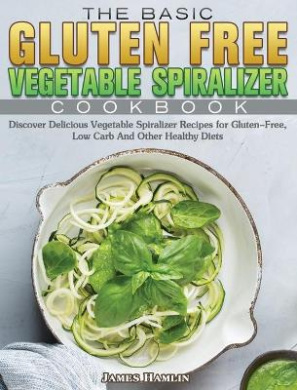 THE BASIC
GLUTEN FREE
VEGETABLE SPIRALIZER
COOKBOOK
Discover Delicious Vegetable Spiralizer Recipes for Gluten-Free,
Low Carb And Other Healthy Diets
James Hamlin